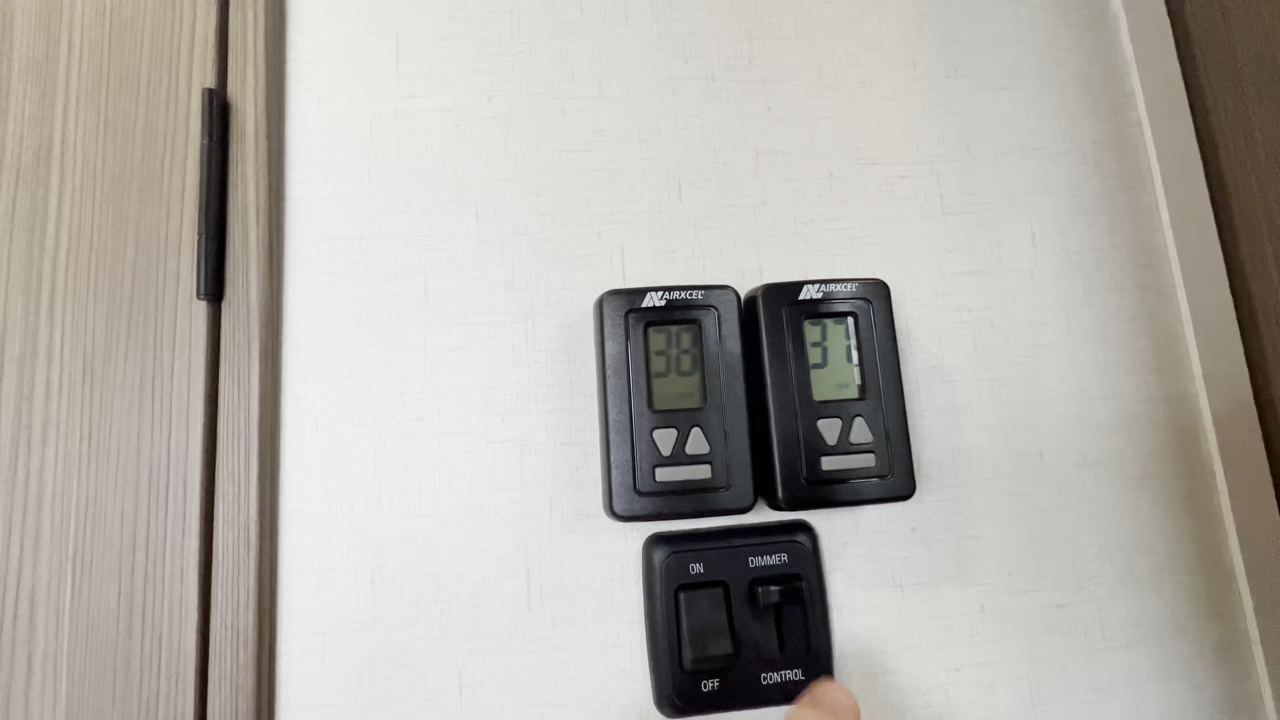 AIRXCEL®
38
AIRXCEL®
37
ON
DIMMER
OFF
CONTROL